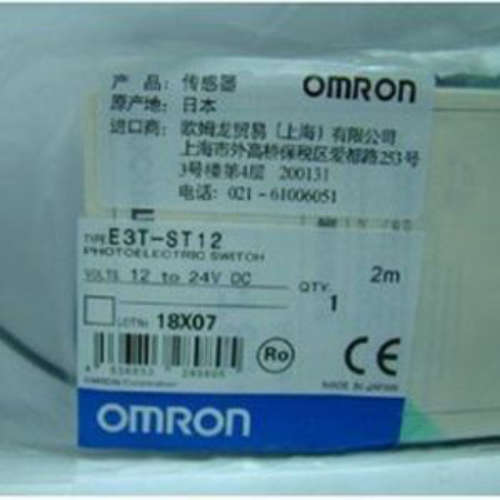 产 品: 传感器 OMRON
原产地: 日本
进口商: 欧姆龙贸易(上海)有限公司
上海市外高桥保税区爱都路253号
3号楼第4层 200131
电话: 021-61006051
TYPE E3T-ST12
PHOTOELECTRIC SWITCH
VOLTS 12 to 24V DC QTY. 1 2m
LOT No 18X07
Ro CE
OMRON Corporation MADE IN JAPAN
OMRON